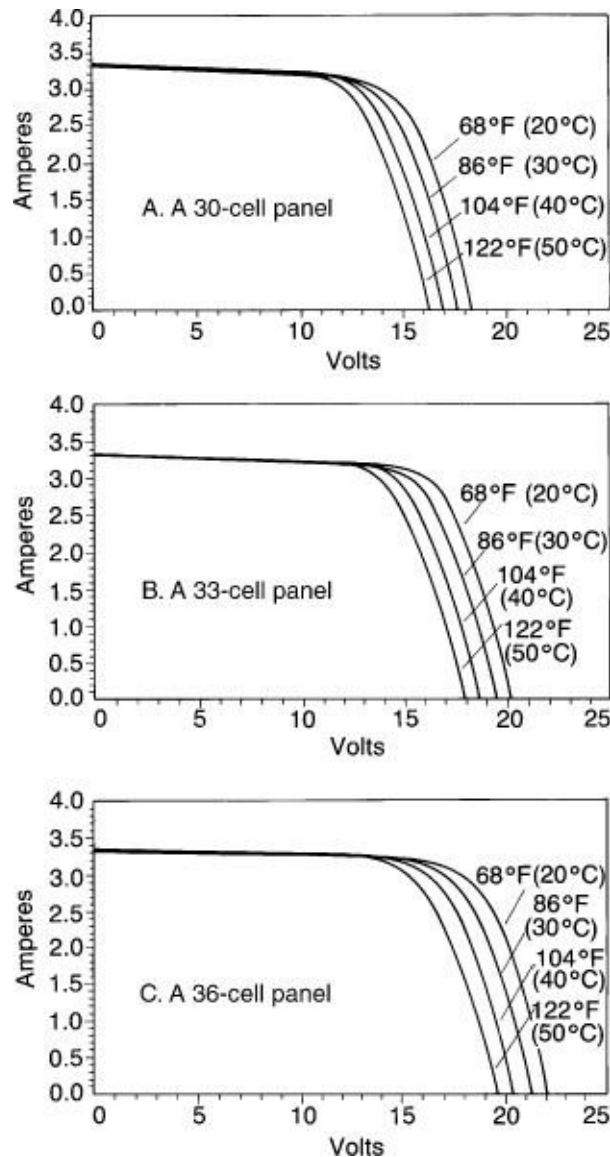 4.0
3.5
3.0
2.5
2.0
1.5
1.0
0.5
0.0
Amperes
68°F (20°C)
86°F (30°C)
104°F (40°C)
122°F (50°C)
A. A 30-cell panel
0 5 10 15 20 25
Volts
4.0
3.5
3.0
2.5
2.0
1.5
1.0
0.5
0.0
Amperes
68°F (20°C)
86°F (30°C)
104°F
(40°C)
122°F
(50°C)
B. A 33-cell panel
0 5 10 15 20 25
Volts
4.0
3.5
3.0
2.5
2.0
1.5
1.0
0.5
0.0
Amperes
68°F (20°C)
86°F
(30°C)
104°F
(40°C)
122°F
(50°C)
C. A 36-cell panel
0 5 10 15 20 25
Volts